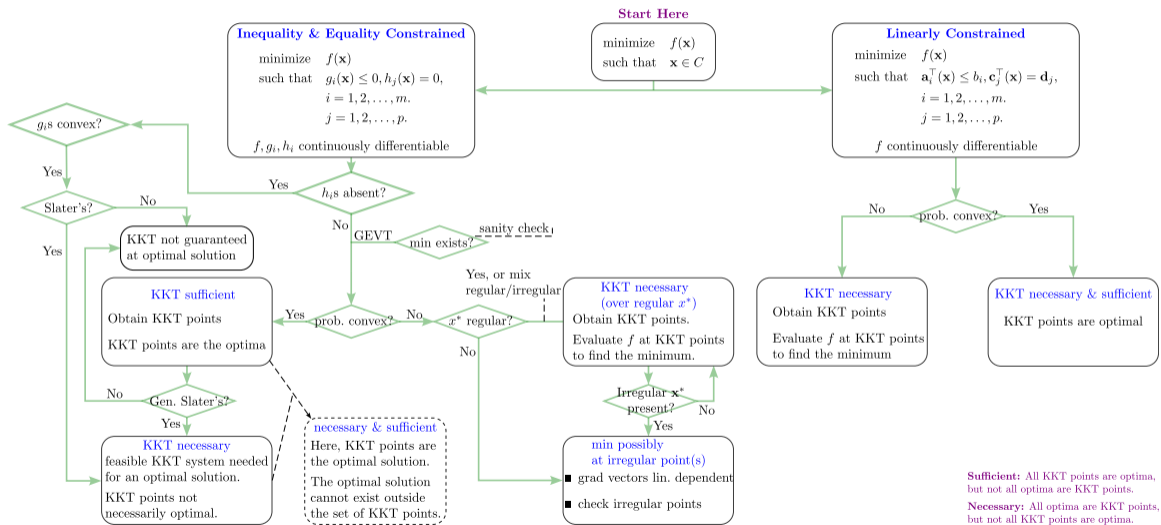 Start Here
minimize f(x)
such that x ∈ C
Inequality & Equality Constrained
minimize f(x)
such that gᵢ(x) ≤ 0, hⱼ(x) = 0,
i = 1, 2, . . . , m.
j = 1, 2, . . . , p.
f, gᵢ, hᵢ continuously differentiable
Linearly Constrained
minimize f(x)
such that aᵢ⊤(x) ≤ bᵢ, cⱼ⊤(x) = dⱼ,
i = 1, 2, . . . , m.
j = 1, 2, . . . , p.
f continuously differentiable
gᵢs convex?
Yes
Yes
hᵢs absent?
Slater's?
No
No
Yes
KKT not guaranteed
at optimal solution
GEVT
min exists?
sanity check
No
prob. convex?
Yes
KKT sufficient
Obtain KKT points
KKT points are the optima
Yes
prob. convex?
No
x* regular?
Yes, or mix
regular/irregular
No
KKT necessary
(over regular x*)
Obtain KKT points.
Evaluate f at KKT points
to find the minimum.
KKT necessary
Obtain KKT points
Evaluate f at KKT points
to find the minimum
KKT necessary & sufficient
KKT points are optimal
No
Gen. Slater's?
Yes
Irregular x*
present?
No
Yes
KKT necessary
feasible KKT system needed
for an optimal solution.
KKT points not
necessarily optimal.
necessary & sufficient
Here, KKT points are
the optimal solution.
The optimal solution
cannot exist outside
the set of KKT points.
min possibly
at irregular point(s)
■ grad vectors lin. dependent
■ check irregular points
Sufficient: All KKT points are optima,
but not all optima are KKT points.
Necessary: All optima are KKT points,
but not all KKT points are optima.